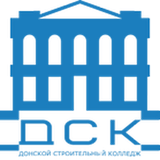 ДСК
ДОНСКОЙ СТРОИТЕЛЬНЫЙ КОЛЛЕДЖ